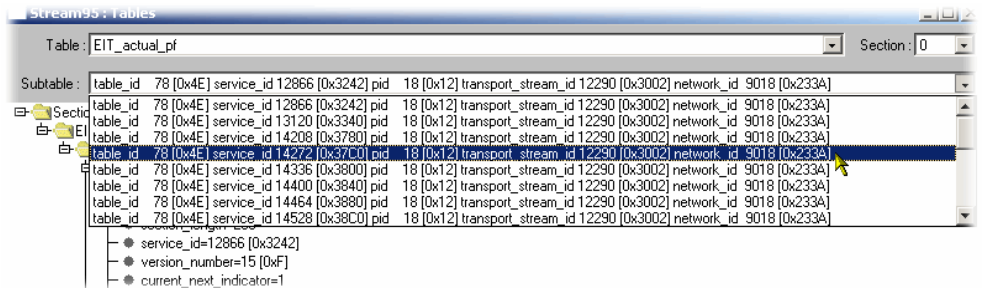 Stream95 : Tables
Table : EIT_actual_pf Section : 0
Subtable : table_id 78 [0x4E] service_id 12866 [0x3242] pid 18 [0x12] transport_stream_id 12290 [0x3002] network_id 9018 [0x233A]
table_id 78 [0x4E] service_id 12866 [0x3242] pid 18 [0x12] transport_stream_id 12290 [0x3002] network_id 9018 [0x233A]
Sectio table_id 78 [0x4E] service_id 13120 [0x3340] pid 18 [0x12] transport_stream_id 12290 [0x3002] network_id 9018 [0x233A]
EI table_id 78 [0x4E] service_id 14208 [0x3780] pid 18 [0x12] transport_stream_id 12290 [0x3002] network_id 9018 [0x233A]
table_id 78 [0x4E] service_id 14272 [0x37C0] pid 18 [0x12] transport_stream_id 12290 [0x3002] network_id 9018 [0x233A]
table_id 78 [0x4E] service_id 14336 [0x3800] pid 18 [0x12] transport_stream_id 12290 [0x3002] network_id 9018 [0x233A]
table_id 78 [0x4E] service_id 14400 [0x3840] pid 18 [0x12] transport_stream_id 12290 [0x3002] network_id 9018 [0x233A]
table_id 78 [0x4E] service_id 14464 [0x3880] pid 18 [0x12] transport_stream_id 12290 [0x3002] network_id 9018 [0x233A]
table_id 78 [0x4E] service_id 14528 [0x38C0] pid 18 [0x12] transport_stream_id 12290 [0x3002] network_id 9018 [0x233A]
service_id=12866 [0x3242]
version_number=15 [0xF]
current_next_indicator=1